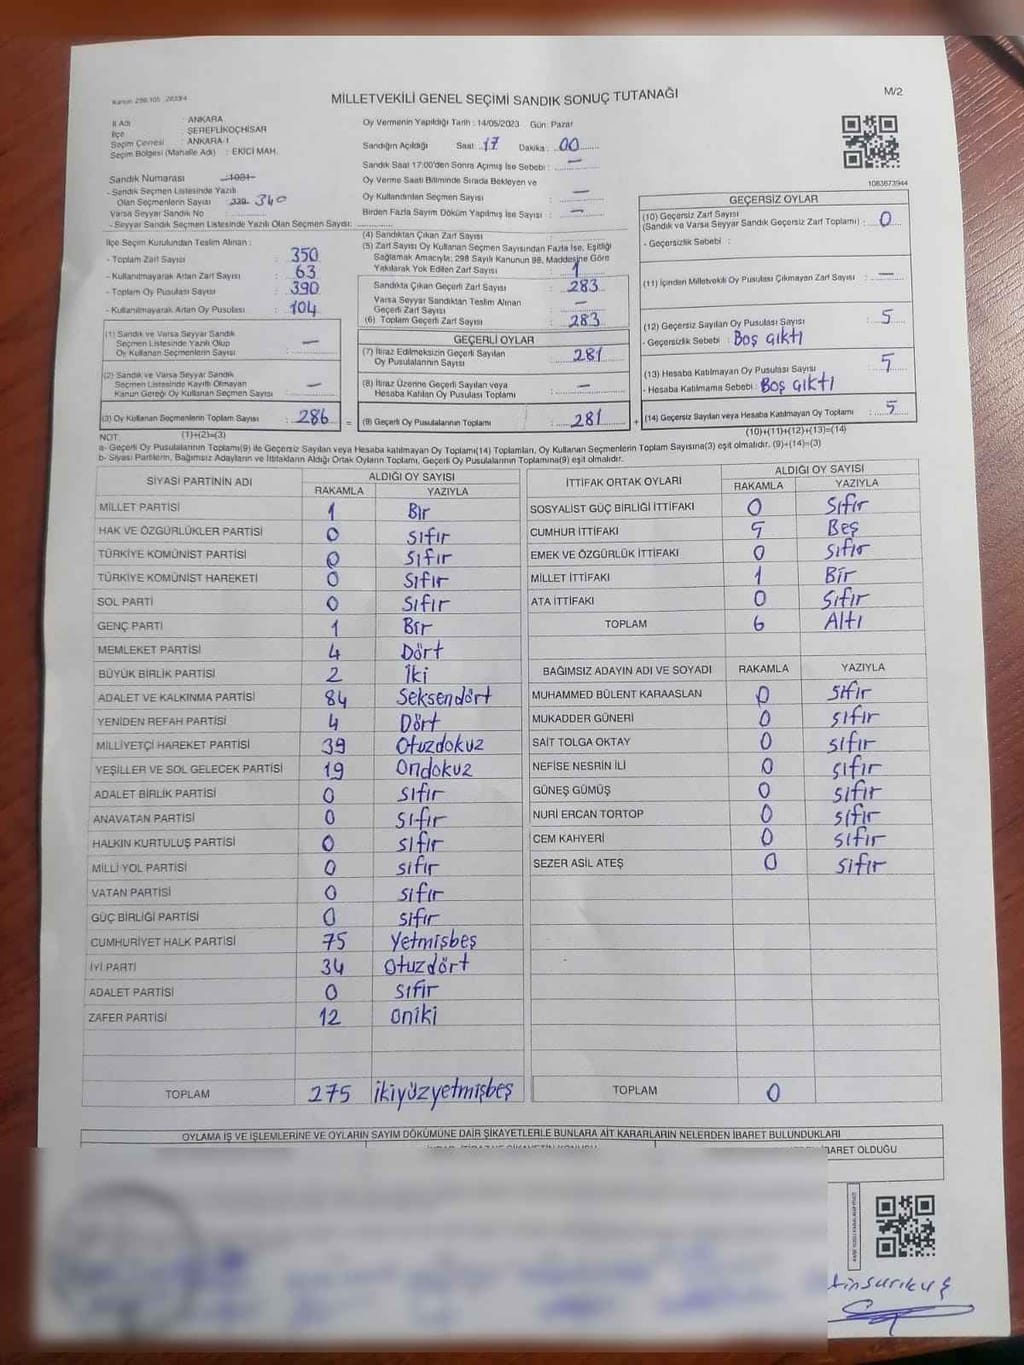 Kanun: 298/105 2839/4
MİLLETVEKİLİ GENEL SEÇİMİ SANDIK SONUÇ TUTANAĞI
M/2
İl Adı : ANKARA
İlçe : ŞEREFLİKOÇHİSAR
Seçim Çevresi : ANKARA 1
Seçim Bölgesi (Mahalle Adı) : EKİCİ MAH.
Oy Vermenin Yapıldığı Tarih : 14/05/2023 Gün: Pazar
Sandığın Açıldığı Saat : 17 Dakika : 00
Sandık Saat 17:00'den Sonra Açılmış İse Sebebi : —
Oy Verme Saati Bitiminde Sırada Bekleyen ve
Oy Kullandırılan Seçmen Sayısı —
Birden Fazla Sayım Döküm Yapılmış İse Sayısı : —
1083673944
Sandık Numarası 1081
- Sandık Seçmen Listesinde Yazılı
Olan Seçmenlerin Sayısı : 339 340
Varsa Seyyar Sandık No :
- Seyyar Sandık Seçmen Listesinde Yazılı Olan Seçmen Sayısı:
İlçe Seçim Kurulundan Teslim Alınan :
- Toplam Zarf Sayısı : 350
- Kullanılmayarak Artan Zarf Sayısı : 63
- Toplam Oy Pusulası Sayısı : 390
- Kullanılmayarak Artan Oy Pusulası : 104
(1) Sandık ve Varsa Seyyar Sandık
Seçmen Listesinde Yazılı Olup
Oy Kullanan Seçmenlerin Sayısı : —
(2) Sandık ve Varsa Seyyar Sandık
Seçmen Listesinde Kayıtlı Olmayan
Kanun Gereği Oy Kullanan Seçmen Sayısı : —
(3) Oy Kullanan Seçmenlerin Toplam Sayısı : 286
(4) Sandıktan Çıkan Zarf Sayısı :
(5) Zarf Sayısı Oy Kullanan Seçmen Sayısından Fazla İse, Eşitliği
Sağlamak Amacıyla; 298 Sayılı Kanunun 98. Maddesine Göre
Yakılarak Yok Edilen Zarf Sayısı : 1
Sandıkta Çıkan Geçerli Zarf Sayısı : 283
Varsa Seyyar Sandıktan Teslim Alınan
Geçerli Zarf Sayısı : —
(6) Toplam Geçerli Zarf Sayısı : 283
GEÇERLİ OYLAR
(7) İtiraz Edilmeksizin Geçerli Sayılan
Oy Pusulalarının Sayısı : 281
(8) İtiraz Üzerine Geçerli Sayılan veya
Hesaba Katılan Oy Pusulası Toplamı : —
= (9) Geçerli Oy Pusulalarının Toplamı : 281 +
GEÇERSİZ OYLAR
(10) Geçersiz Zarf Sayısı
(Sandık ve Varsa Seyyar Sandık Geçersiz Zarf Toplamı) : 0
- Geçersizlik Sebebi :
(11) İçinden Milletvekili Oy Pusulası Çıkmayan Zarf Sayısı : —
(12) Geçersiz Sayılan Oy Pusulası Sayısı : 5
- Geçersizlik Sebebi : Boş çıktı
(13) Hesaba Katılmayan Oy Pusulası Sayısı : 5
- Hesaba Katılmama Sebebi : Boş çıktı
(14) Geçersiz Sayılan veya Hesaba Katılmayan Oy Toplamı : 5
NOT: (1)+(2)=(3)
(10)+(11)+(12)+(13)=(14)
a- Geçerli Oy Pusulalarının Toplamı(9) ile Geçersiz Sayılan veya Hesaba katılmayan Oy Toplamı(14) Toplamları, Oy Kullanan Seçmenlerin Toplam Sayısına(3) eşit olmalıdır. (9)+(14)=(3)
b- Siyasi Partilerin, Bağımsız Adayların ve İttifakların Aldığı Ortak Oyların Toplamı, Geçerli Oy Pusulalarının Toplamına(9) eşit olmalıdır.
SİYASİ PARTİNİN ADI ALDIĞI OY SAYISI
RAKAMLA YAZIYLA
MİLLET PARTİSİ 1 Bir
HAK VE ÖZGÜRLÜKLER PARTİSİ 0 sıfır
TÜRKİYE KOMÜNİST PARTİSİ 0 sıfır
TÜRKİYE KOMÜNİST HAREKETİ 0 sıfır
SOL PARTİ 0 sıfır
GENÇ PARTİ 1 Bir
MEMLEKET PARTİSİ 4 Dört
BÜYÜK BİRLİK PARTİSİ 2 İki
ADALET VE KALKINMA PARTİSİ 84 Seksendört
YENİDEN REFAH PARTİSİ 4 Dört
MİLLİYETÇİ HAREKET PARTİSİ 39 Otuzdokuz
YEŞİLLER VE SOL GELECEK PARTİSİ 19 Ondokuz
ADALET BİRLİK PARTİSİ 0 sıfır
ANAVATAN PARTİSİ 0 sıfır
HALKIN KURTULUŞ PARTİSİ 0 sıfır
MİLLİ YOL PARTİSİ 0 sıfır
VATAN PARTİSİ 0 sıfır
GÜÇ BİRLİĞİ PARTİSİ 0 sıfır
CUMHURİYET HALK PARTİSİ 75 Yetmişbeş
İYİ PARTİ 34 Otuzdört
ADALET PARTİSİ 0 sıfır
ZAFER PARTİSİ 12 oniki
TOPLAM 275 ikiyüzyetmişbeş
İTTİFAK ORTAK OYLARI ALDIĞI OY SAYISI
RAKAMLA YAZIYLA
SOSYALİST GÜÇ BİRLİĞİ İTTİFAKI 0 sıfır
CUMHUR İTTİFAKI 5 Beş
EMEK VE ÖZGÜRLÜK İTTİFAKI 0 sıfır
MİLLET İTTİFAKI 1 Bir
ATA İTTİFAKI 0 sıfır
TOPLAM 6 Altı
BAĞIMSIZ ADAYIN ADI VE SOYADI RAKAMLA YAZIYLA
MUHAMMED BÜLENT KARAASLAN 0 sıfır
MUKADDER GÜNERİ 0 sıfır
SAİT TOLGA OKTAY 0 sıfır
NEFİSE NESRİN İLİ 0 sıfır
GÜNEŞ GÜMÜŞ 0 sıfır
NURİ ERCAN TORTOP 0 sıfır
CEM KAHYERİ 0 sıfır
SEZER ASİL ATEŞ 0 sıfır
TOPLAM 0
OYLAMA İŞ VE İŞLEMLERİNE VE OYLARIN SAYIM DÖKÜMÜNE DAİR ŞİKAYETLERLE BUNLARA AİT KARARLARIN NELERDEN İBARET BULUNDUKLARI
BARET OLDUĞU